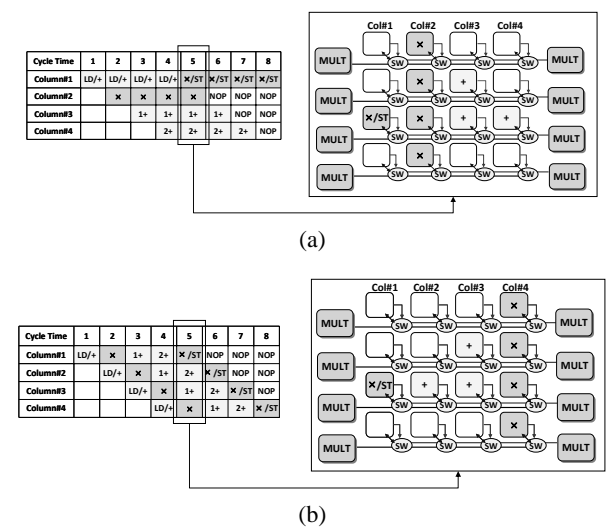 Col#1 Col#2 Col#3 Col#4
× SW SW SW SW
MULT MULT
× + SW SW SW SW
MULT MULT
×/ST × + + SW SW SW SW
MULT MULT
× SW SW SW SW
MULT MULT
Cycle Time 1 2 3 4 5 6 7 8
Column#1 LD/+ LD/+ LD/+ LD/+ ×/ST ×/ST ×/ST ×/ST
Column#2 × × × × NOP NOP NOP
Column#3 1+ 1+ 1+ 1+ NOP NOP
Column#4 2+ 2+ 2+ 2+ NOP
(a)
Col#1 Col#2 Col#3 Col#4
× SW SW SW SW
MULT MULT
+ × SW SW SW SW
MULT MULT
×/ST + + × SW SW SW SW
MULT MULT
× SW SW SW SW
MULT MULT
Cycle Time 1 2 3 4 5 6 7 8
Column#1 LD/+ × 1+ 2+ ×/ST NOP NOP NOP
Column#2 LD/+ × 1+ 2+ ×/ST NOP NOP
Column#3 LD/+ × 1+ 2+ ×/ST NOP
Column#4 LD/+ × 1+ 2+ ×/ST
(b)